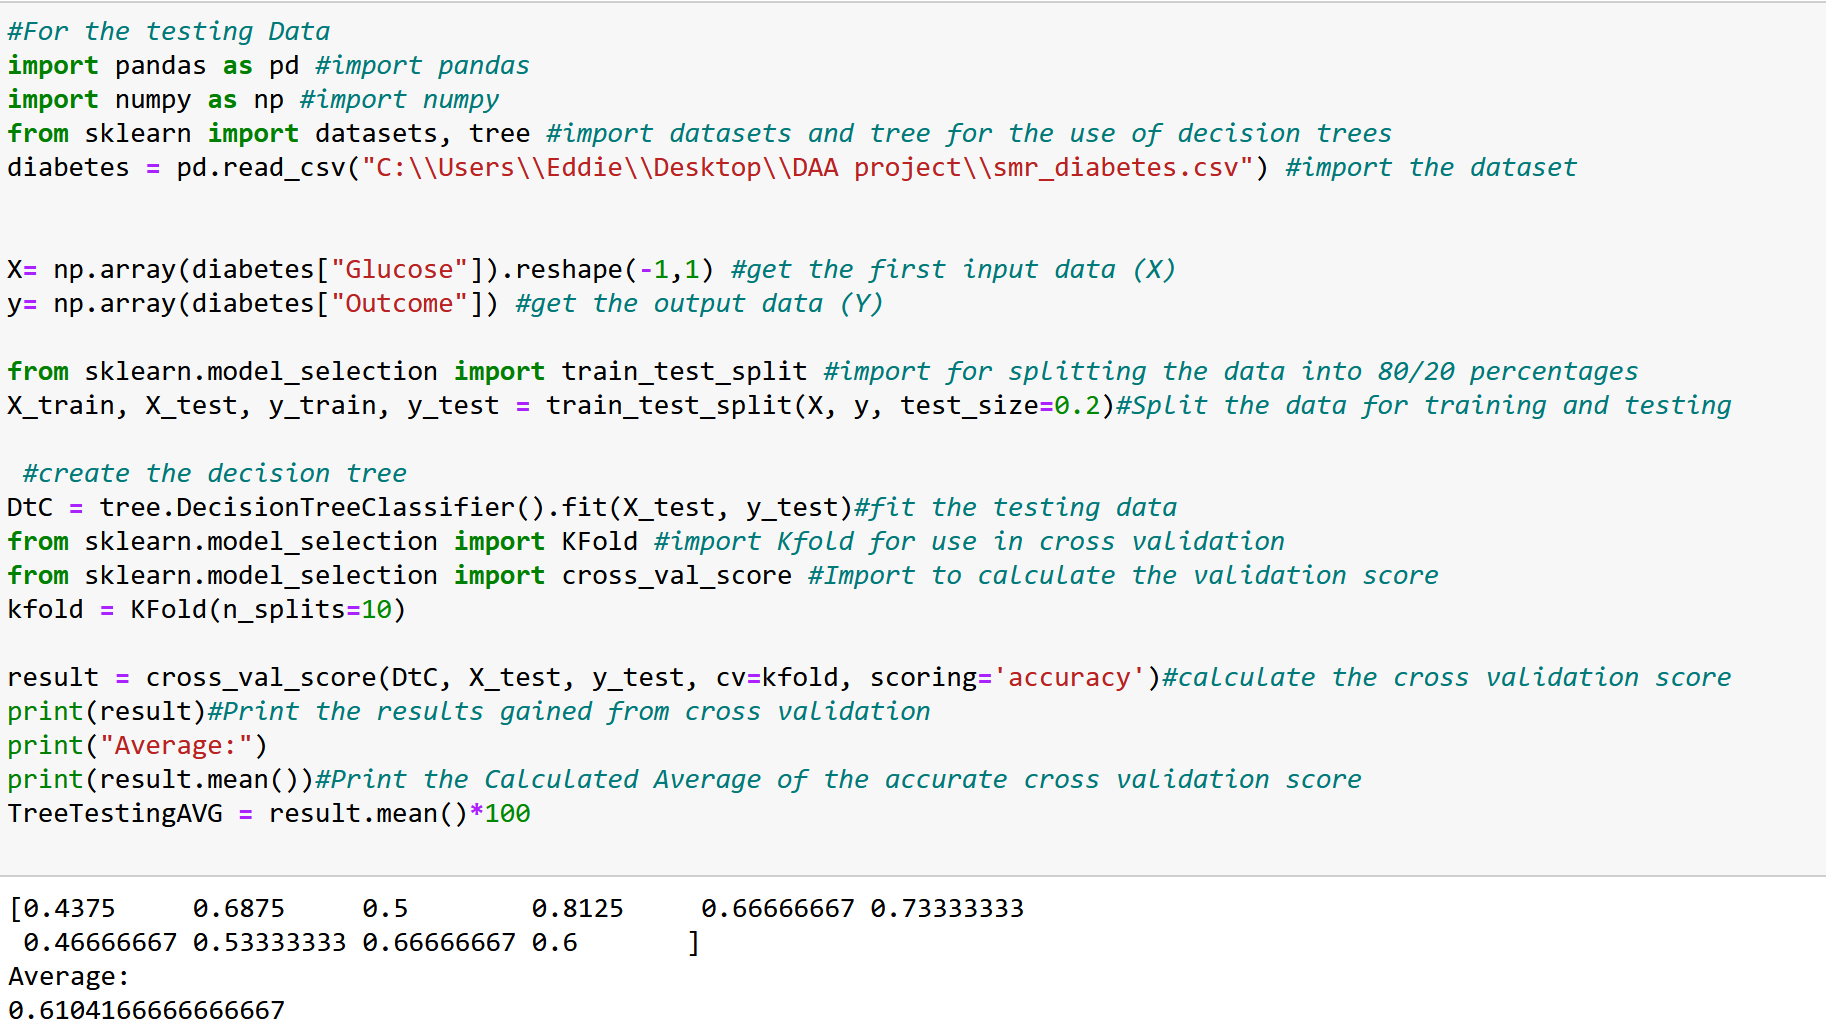 #For the testing Data
import pandas as pd #import pandas
import numpy as np #import numpy
from sklearn import datasets, tree #import datasets and tree for the use of decision trees
diabetes = pd.read_csv("C:\\Users\\Eddie\\Desktop\\DAA project\\smr_diabetes.csv") #import the dataset
X= np.array(diabetes["Glucose"]).reshape(-1,1) #get the first input data (X)
y= np.array(diabetes["Outcome"]) #get the output data (Y)
from sklearn.model_selection import train_test_split #import for splitting the data into 80/20 percentages
X_train, X_test, y_train, y_test = train_test_split(X, y, test_size=0.2)#Split the data for training and testing
#create the decision tree
DtC = tree.DecisionTreeClassifier().fit(X_test, y_test)#fit the testing data
from sklearn.model_selection import KFold #import Kfold for use in cross validation
from sklearn.model_selection import cross_val_score #Import to calculate the validation score
kfold = KFold(n_splits=10)
result = cross_val_score(DtC, X_test, y_test, cv=kfold, scoring='accuracy')#calculate the cross validation score
print(result)#Print the results gained from cross validation
print("Average:")
print(result.mean())#Print the Calculated Average of the accurate cross validation score
TreeTestingAVG = result.mean()*100
[0.4375     0.6875     0.5        0.8125     0.66666667 0.73333333
 0.46666667 0.53333333 0.66666667 0.6       ]
Average:
0.6104166666666667